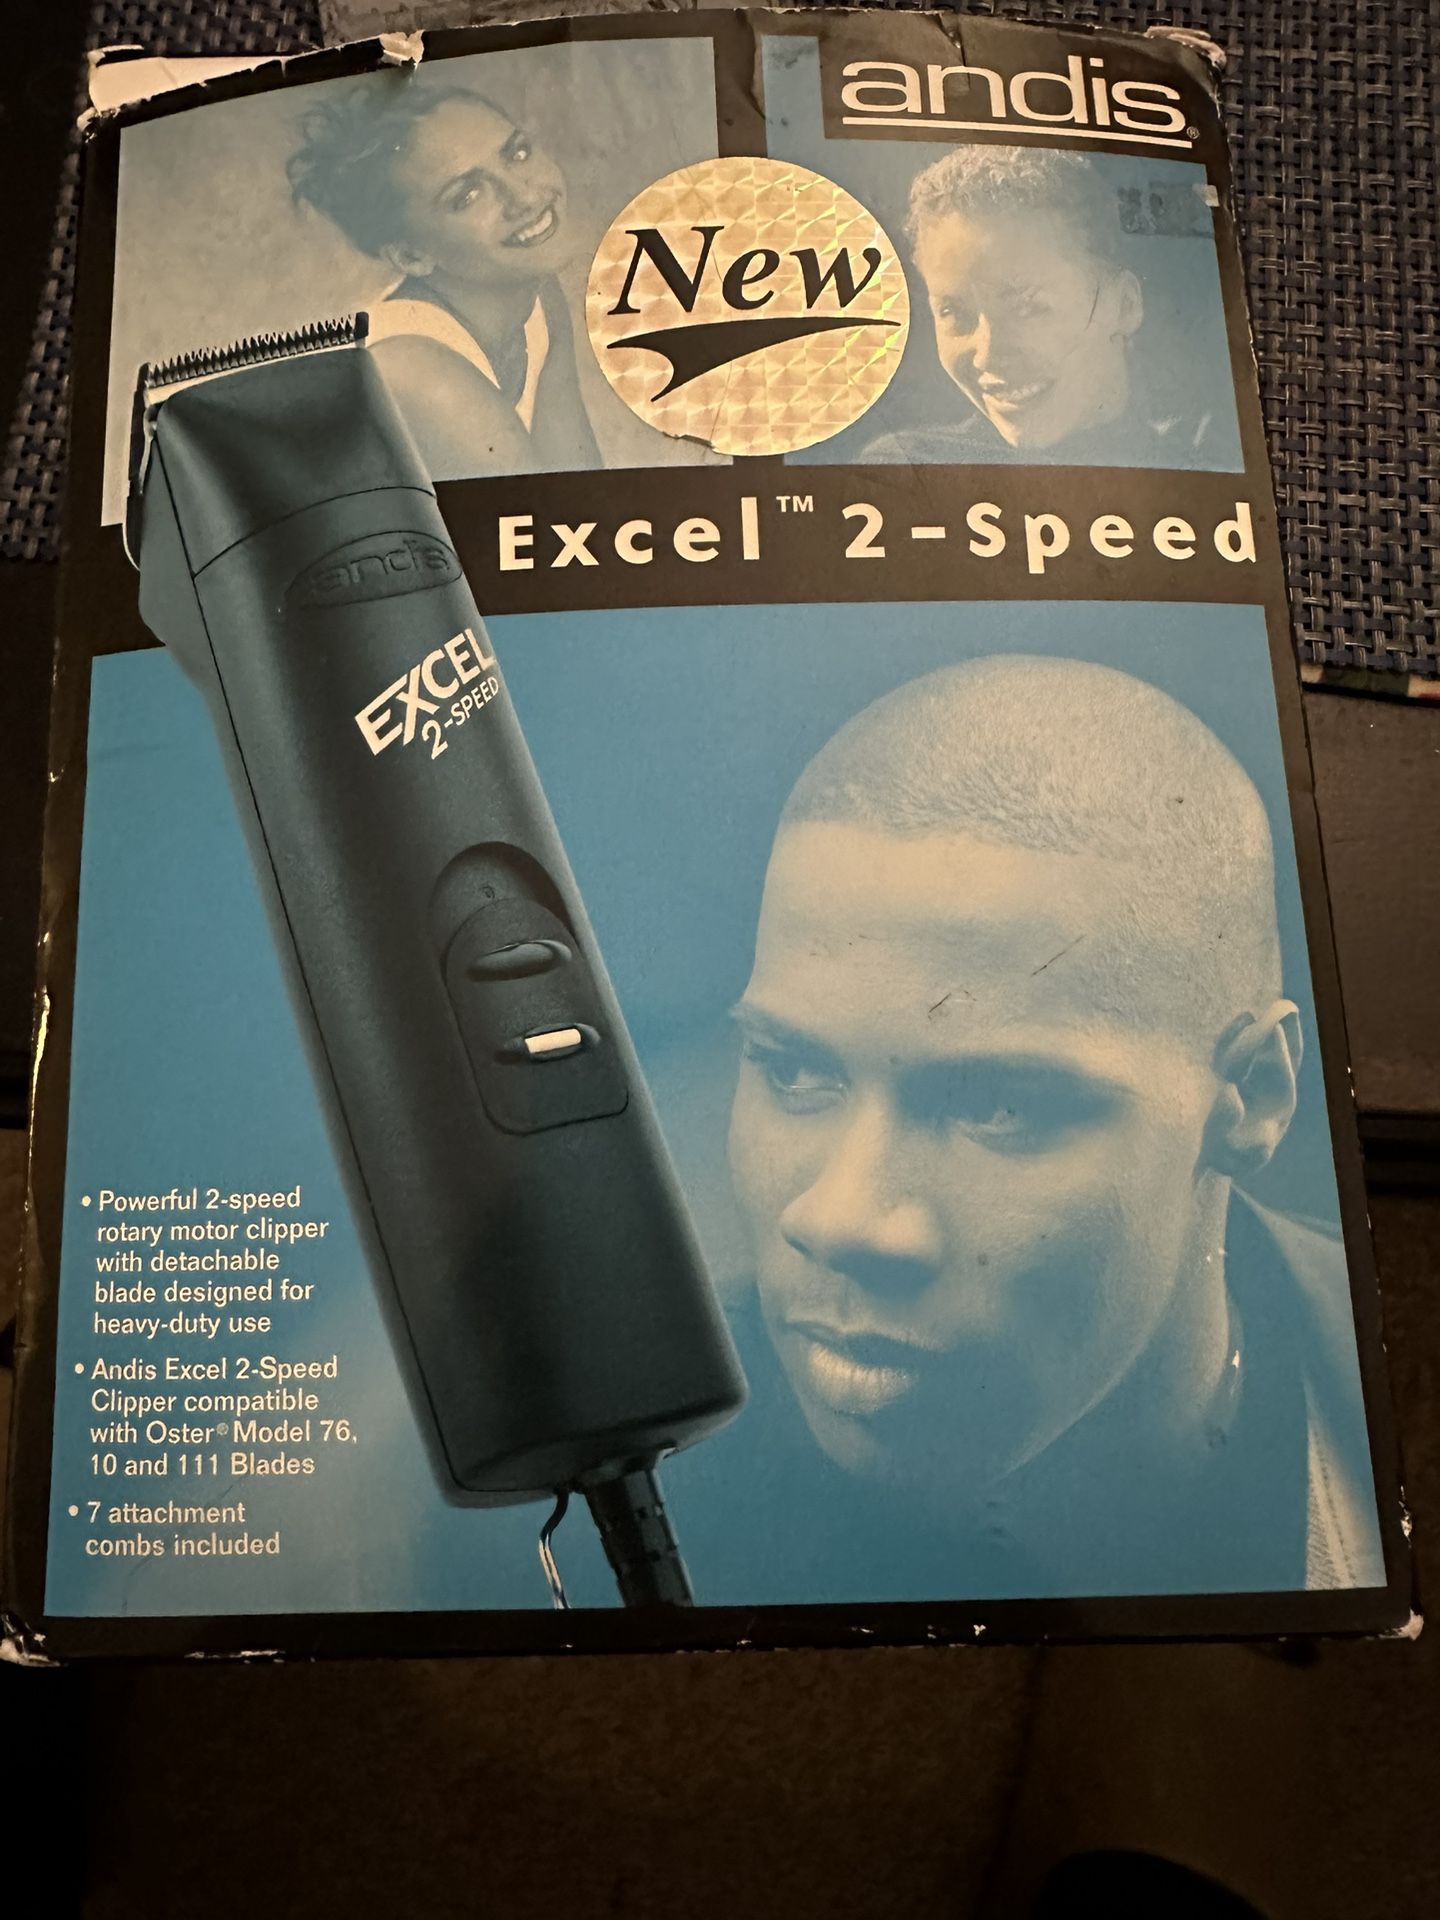 andis®
New
Excel™ 2-Speed
andis
EXCEL
2-SPEED
• Powerful 2-speed
rotary motor clipper
with detachable
blade designed for
heavy-duty use
• Andis Excel 2-Speed
Clipper compatible
with Oster® Model 76,
10 and 111 Blades
• 7 attachment
combs included